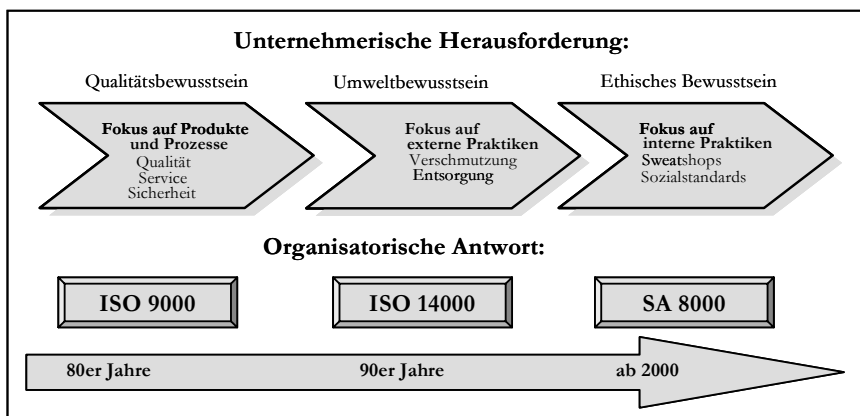 Unternehmerische Herausforderung:
Qualitätsbewusstsein
Umweltbewusstsein
Ethisches Bewusstsein
Fokus auf Produkte
und Prozesse
Qualität
Service
Sicherheit
Fokus auf
externe Praktiken
Verschmutzung
Entsorgung
Fokus auf
interne Praktiken
Sweatshops
Sozialstandards
Organisatorische Antwort:
ISO 9000
ISO 14000
SA 8000
80er Jahre
90er Jahre
ab 2000